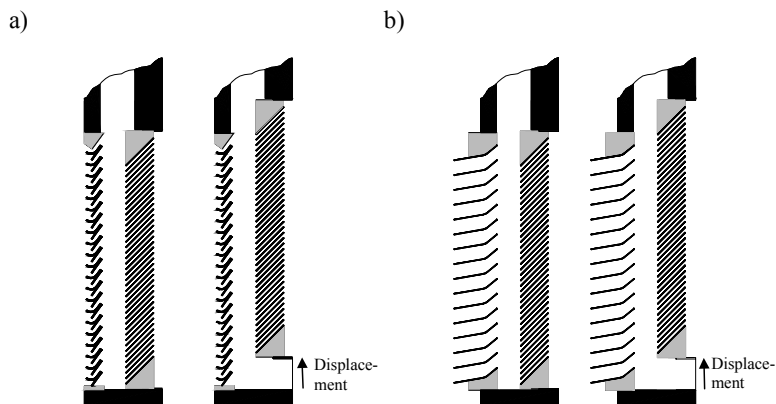 a)
b)
Displace-
ment
Displace-
ment